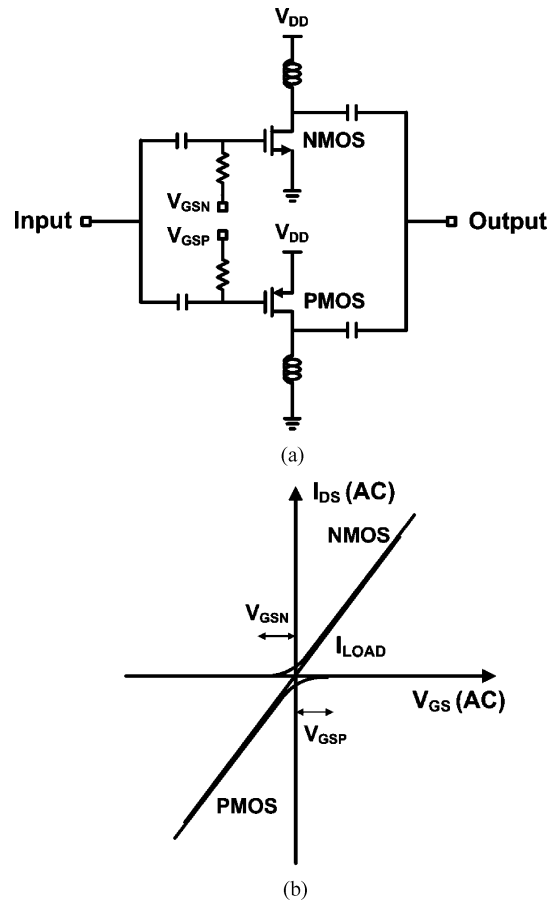 VDD
NMOS
VGSN
Input
Output
VGSP
VDD
PMOS
(a)
IDS (AC)
NMOS
VGSN
ILOAD
VGS (AC)
VGSP
PMOS
(b)